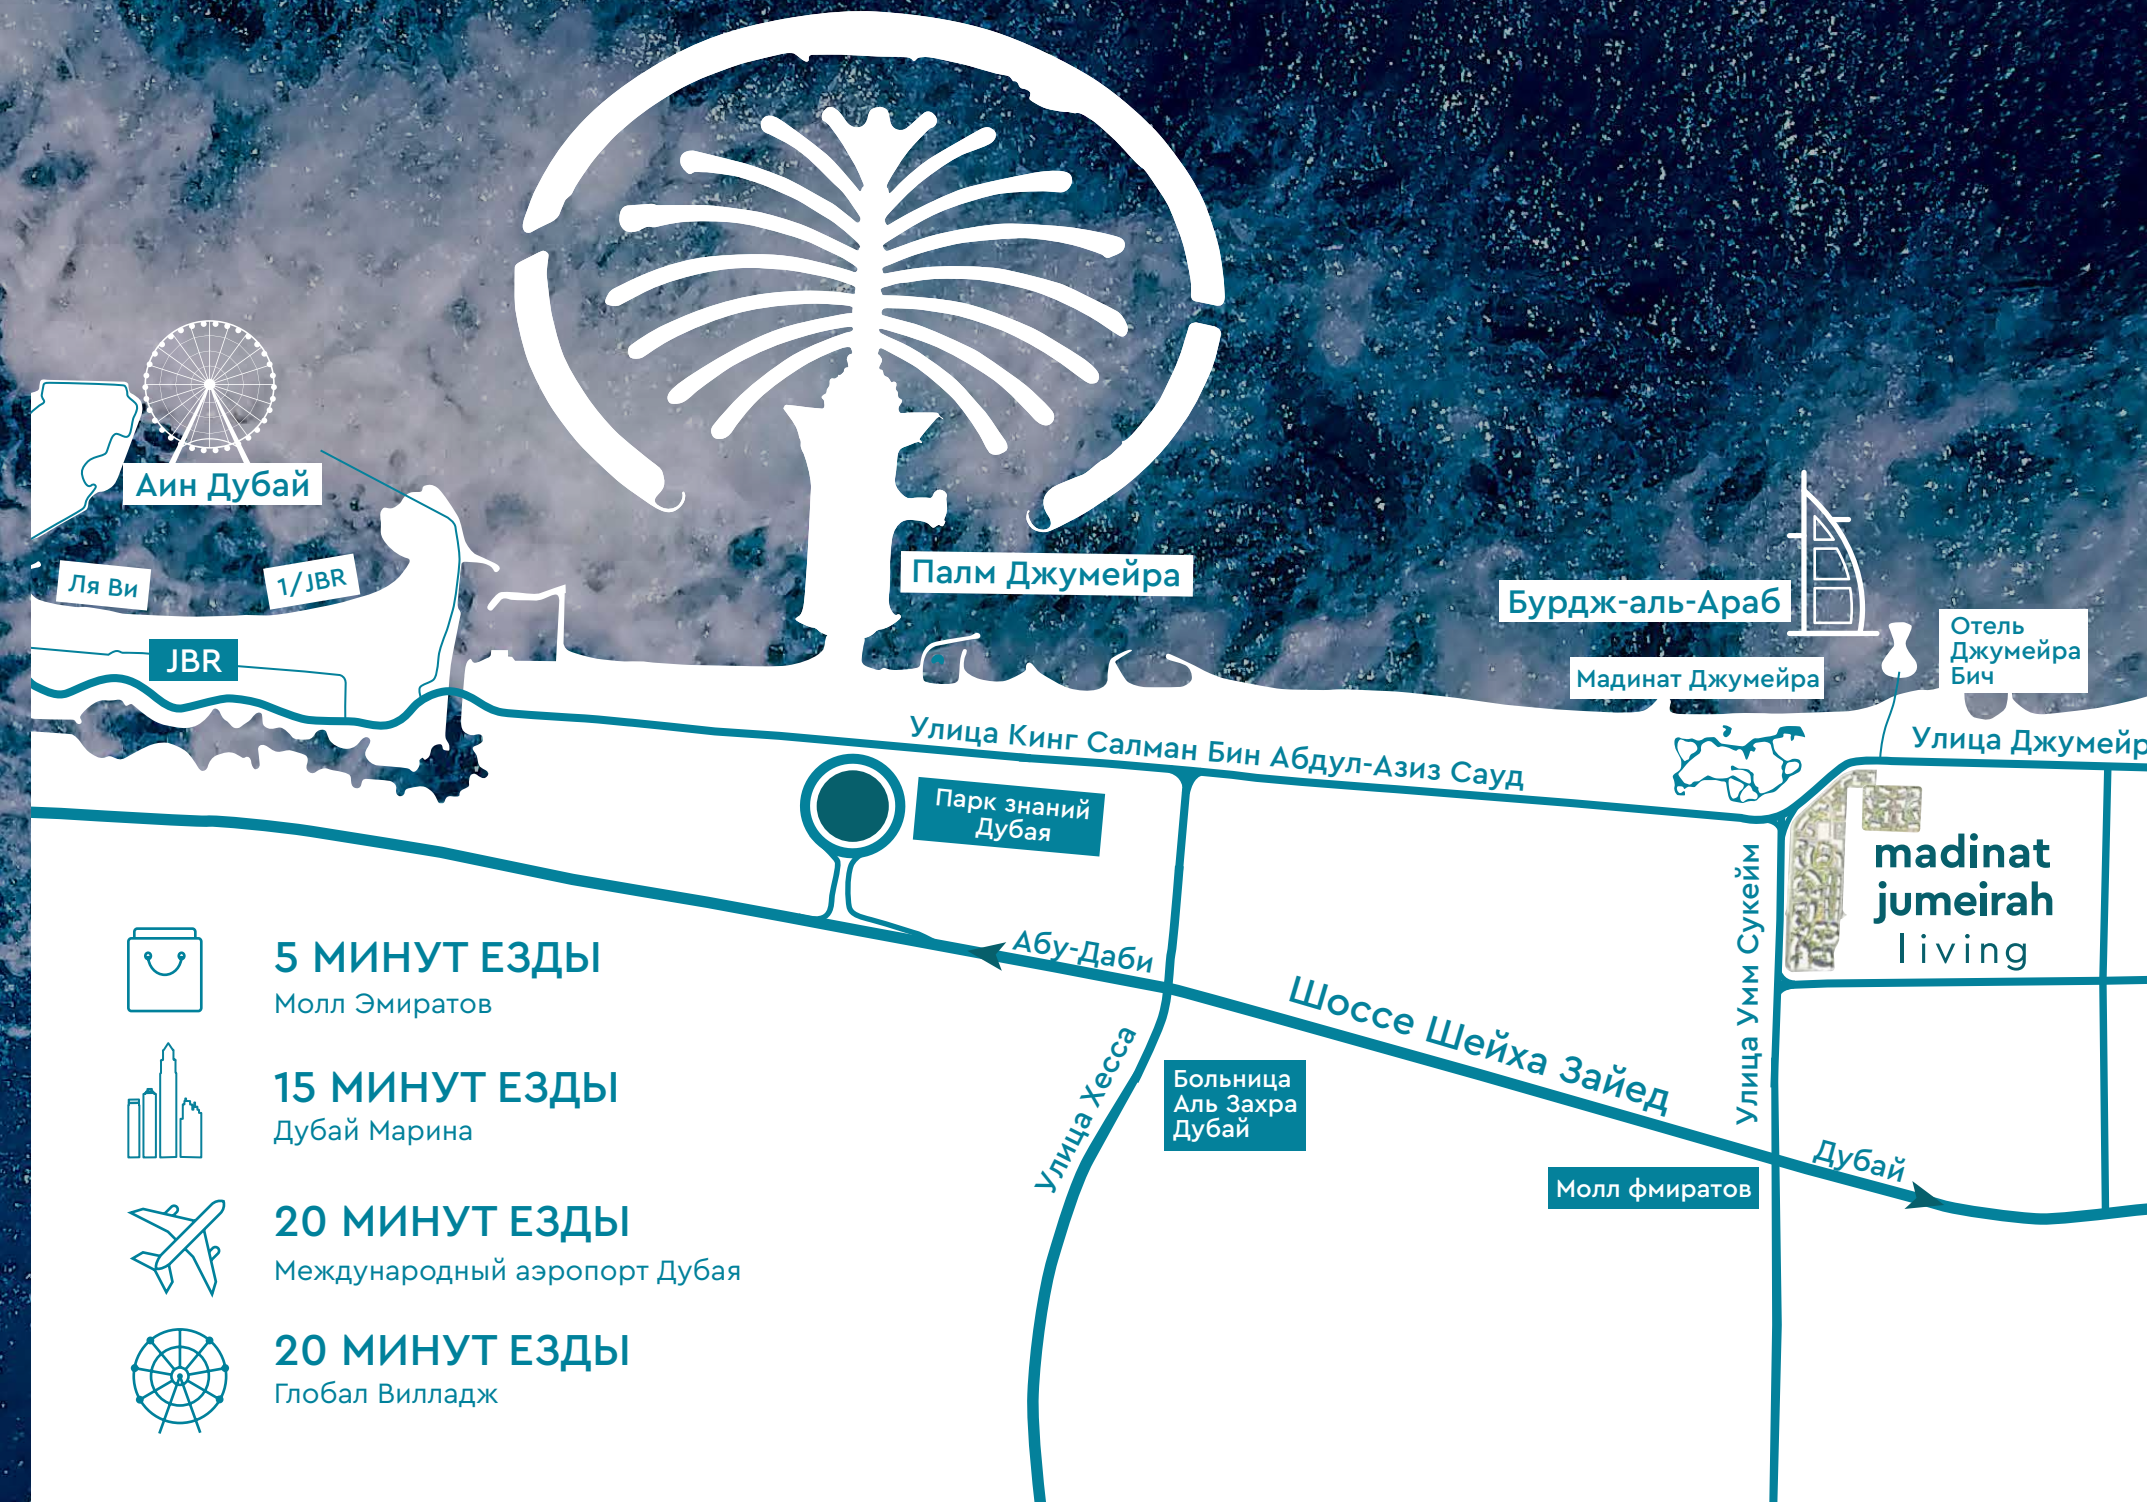 Аин Дубай
Ля Ви
1/JBR
JBR
Палм Джумейра
Бурдж-аль-Араб
Мадинат Джумейра
Отель
Джумейра
Бич
Улица Кинг Салман Бин Абдул-Азиз Сауд
Улица Джумейр
Парк знаний
Дубая
madinat
jumeirah
living
Улица Умм Сукейм
Абу-Даби
Шоссе Шейха Зайед
Улица Хесса
Больница
Аль Захра
Дубай
Дубай
Молл фмиратов
5 МИНУТ ЕЗДЫ
Молл Эмиратов
15 МИНУТ ЕЗДЫ
Дубай Марина
20 МИНУТ ЕЗДЫ
Международный аэропорт Дубая
20 МИНУТ ЕЗДЫ
Глобал Вилладж